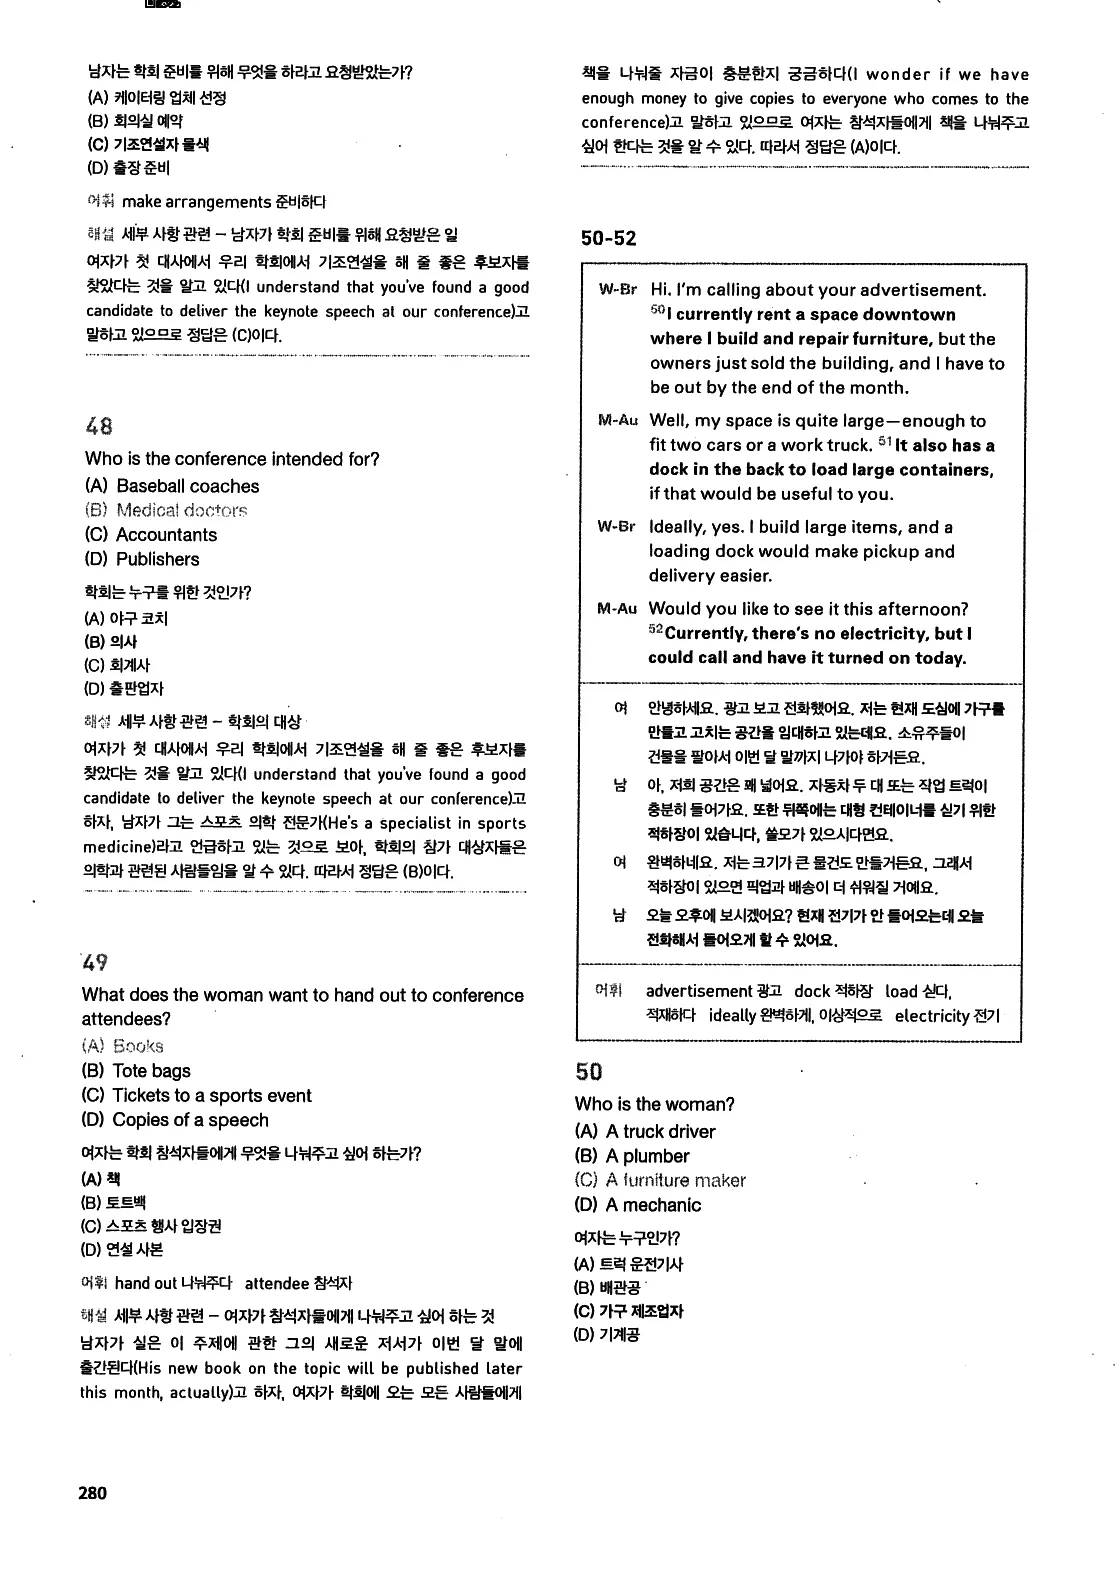 남자는 학회 준비를 위해 무엇을 하라고 요청받았는가?
(A) 케이터링 업체 선정
(B) 회의실 예약
(C) 기조연설자 물색
(D) 출장 준비
어휘 make arrangements 준비하다
해설 세부 사항 관련 – 남자가 학회 준비를 위해 요청받은 일
여자가 첫 대사에서 우리 학회에서 기조연설을 해 줄 좋은 후보자를
찾았다는 것을 알고 있다(I understand that you've found a good
candidate to deliver the keynote speech at our conference)고
말하고 있으므로 정답은 (C)이다.
48
Who is the conference intended for?
(A) Baseball coaches
(B) Medical doctors
(C) Accountants
(D) Publishers
학회는 누구를 위한 것인가?
(A) 야구 코치
(B) 의사
(C) 회계사
(D) 출판업자
해설 세부 사항 관련 – 학회의 대상
여자가 첫 대사에서 우리 학회에서 기조연설을 해 줄 좋은 후보자를
찾았다는 것을 알고 있다(I understand that you've found a good
candidate to deliver the keynote speech at our conference)고
하자, 남자가 그는 스포츠 의학 전문가(He's a specialist in sports
medicine)라고 언급하고 있는 것으로 보아, 학회의 참가 대상자들은
의학과 관련된 사람들임을 알 수 있다. 따라서 정답은 (B)이다.
49
What does the woman want to hand out to conference
attendees?
(A) Books
(B) Tote bags
(C) Tickets to a sports event
(D) Copies of a speech
여자는 학회 참석자들에게 무엇을 나눠주고 싶어 하는가?
(A) 책
(B) 토트백
(C) 스포츠 행사 입장권
(D) 연설 사본
어휘 hand out 나눠주다 attendee 참석자
해설 세부 사항 관련 – 여자가 참석자들에게 나눠주고 싶어 하는 것
남자가 실은 이 주제에 관한 그의 새로운 저서가 이번 달 말에
출간된다(His new book on the topic will be published later
this month, actually)고 하자, 여자가 학회에 오는 모든 사람들에게
책을 나눠줄 자금이 충분한지 궁금하다(I wonder if we have
enough money to give copies to everyone who comes to the
conference)고 말하고 있으므로 여자는 참석자들에게 책을 나눠주고
싶어 한다는 것을 알 수 있다. 따라서 정답은 (A)이다.
50-52
W-Br Hi. I'm calling about your advertisement.
50 I currently rent a space downtown
where I build and repair furniture, but the
owners just sold the building, and I have to
be out by the end of the month.
M-Au Well, my space is quite large—enough to
fit two cars or a work truck. 51 It also has a
dock in the back to load large containers,
if that would be useful to you.
W-Br Ideally, yes. I build large items, and a
loading dock would make pickup and
delivery easier.
M-Au Would you like to see it this afternoon?
52 Currently, there's no electricity, but I
could call and have it turned on today.
여 안녕하세요. 광고 보고 전화했어요. 저는 현재 도심에 가구를
만들고 고치는 공간을 임대하고 있는데요. 소유주들이
건물을 팔아서 이번 달 말까지 나가야 하거든요.
남 아, 저희 공간은 꽤 넓어요. 자동차 두 대 또는 작업 트럭이
충분히 들어가요. 또한 뒤쪽에는 대형 컨테이너를 싣기 위한
적하장이 있습니다, 쓸모가 있으시다면요.
여 완벽하네요. 저는 크기가 큰 물건도 만들거든요, 그래서
적하장이 있으면 픽업과 배송이 더 쉬워질 거예요.
남 오늘 오후에 보시겠어요? 현재 전기가 안 들어오는데 오늘
전화해서 들어오게 할 수 있어요.
어휘 advertisement 광고 dock 적하장 load 싣다,
적재하다 ideally 완벽하게, 이상적으로 electricity 전기
50
Who is the woman?
(A) A truck driver
(B) A plumber
(C) A furniture maker
(D) A mechanic
여자는 누구인가?
(A) 트럭 운전기사
(B) 배관공
(C) 가구 제조업자
(D) 기계공
280